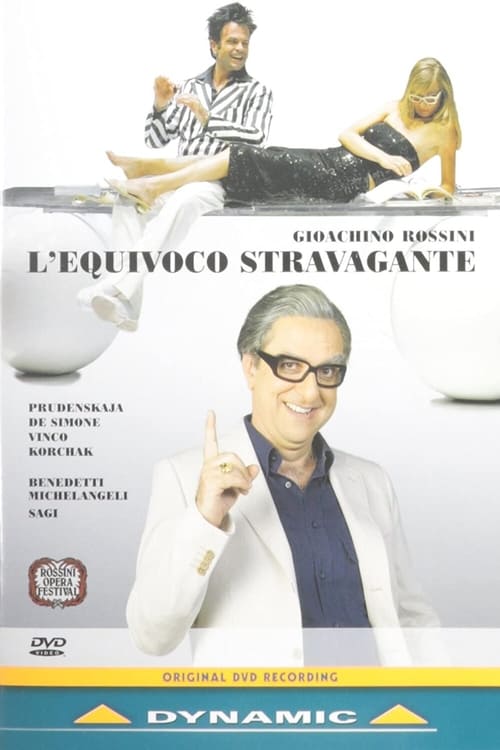 GIOACHINO ROSSINI
L'EQUIVOCO STRAVAGANTE
PRUDENSKAJA
DE SIMONE
VINCO
KORCHAK
BENEDETTI
MICHELANGELI
SAGI
ROSSINI
OPERA
FESTIVAL
DVD
VIDEO
ORIGINAL DVD RECORDING
DYNAMIC